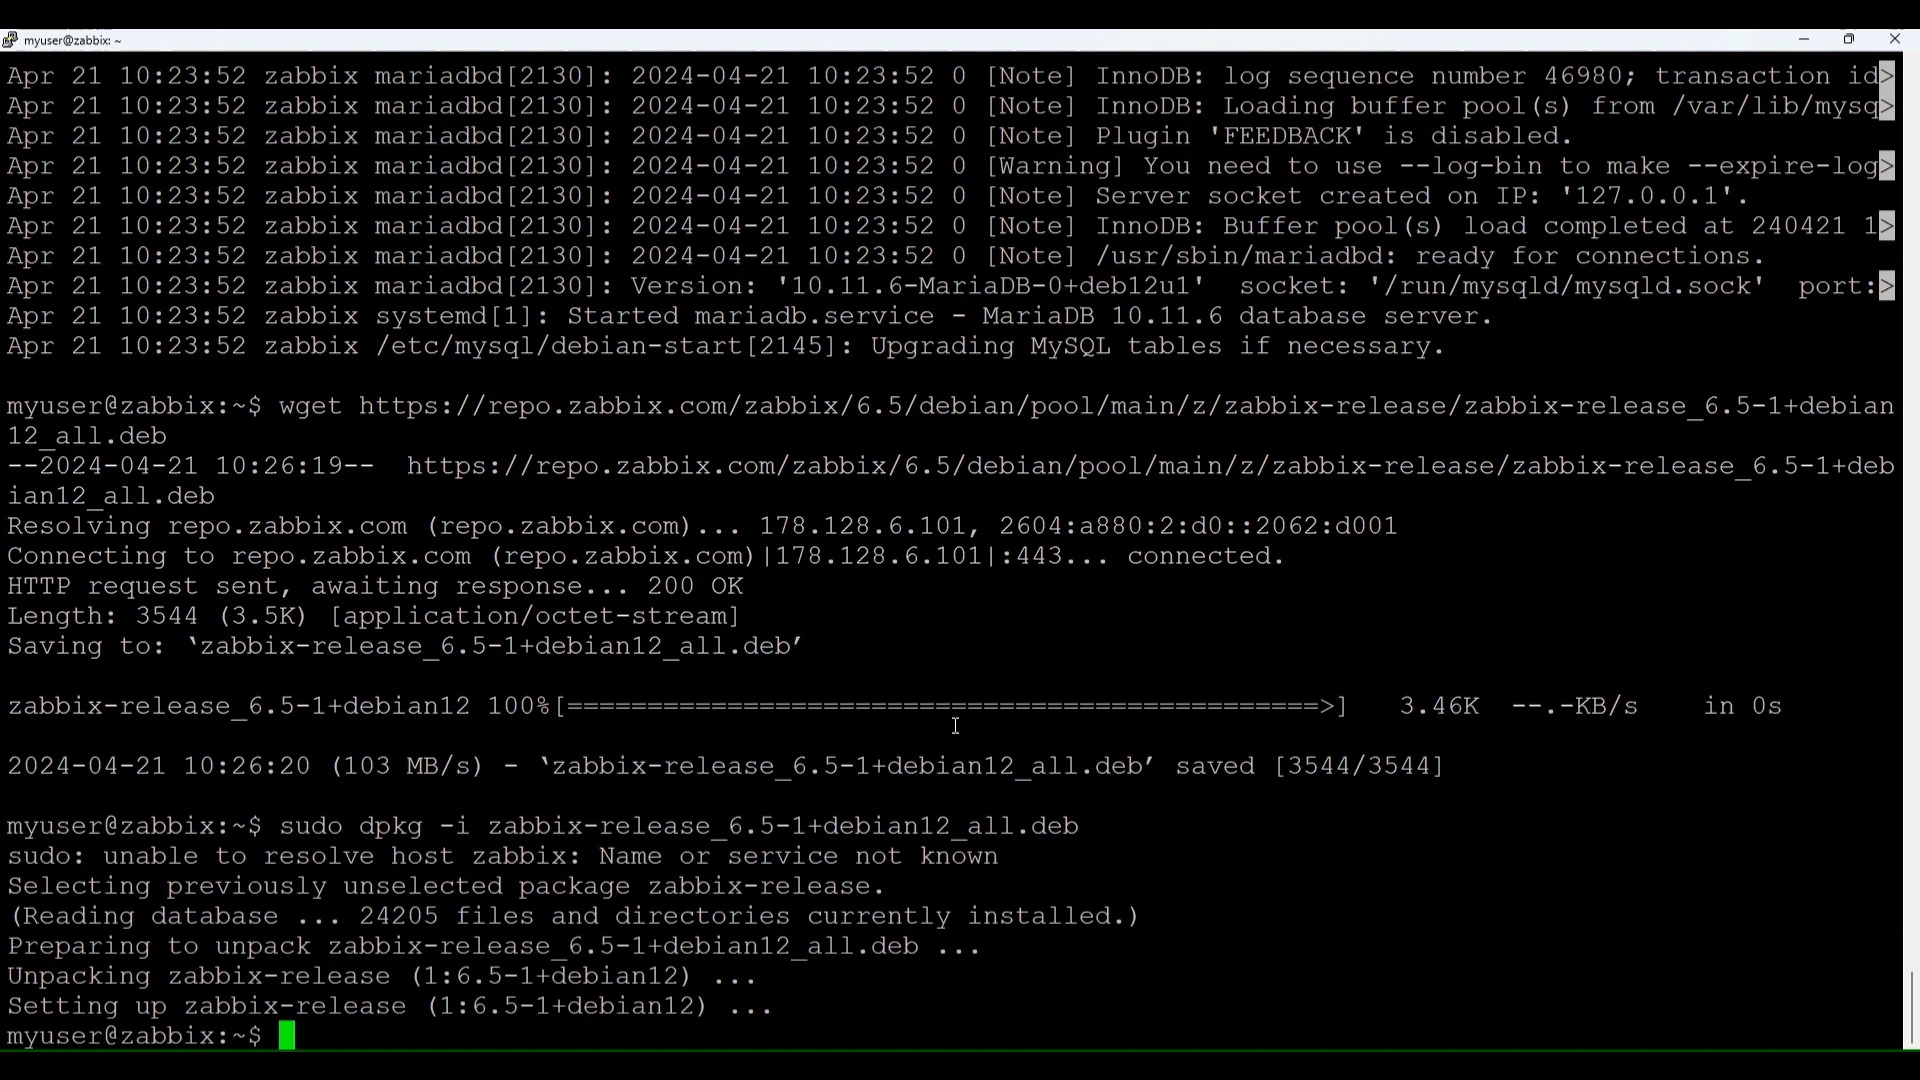 myuser@zabbix: ~
Apr 21 10:23:52 zabbix mariadbd[2130]: 2024-04-21 10:23:52 0 [Note] InnoDB: log sequence number 46980; transaction id>
Apr 21 10:23:52 zabbix mariadbd[2130]: 2024-04-21 10:23:52 0 [Note] InnoDB: Loading buffer pool(s) from /var/lib/mysq>
Apr 21 10:23:52 zabbix mariadbd[2130]: 2024-04-21 10:23:52 0 [Note] Plugin 'FEEDBACK' is disabled.
Apr 21 10:23:52 zabbix mariadbd[2130]: 2024-04-21 10:23:52 0 [Warning] You need to use --log-bin to make --expire-log>
Apr 21 10:23:52 zabbix mariadbd[2130]: 2024-04-21 10:23:52 0 [Note] Server socket created on IP: '127.0.0.1'.
Apr 21 10:23:52 zabbix mariadbd[2130]: 2024-04-21 10:23:52 0 [Note] InnoDB: Buffer pool(s) load completed at 240421 1>
Apr 21 10:23:52 zabbix mariadbd[2130]: 2024-04-21 10:23:52 0 [Note] /usr/sbin/mariadbd: ready for connections.
Apr 21 10:23:52 zabbix mariadbd[2130]: Version: '10.11.6-MariaDB-0+deb12u1'  socket: '/run/mysqld/mysqld.sock'  port:>
Apr 21 10:23:52 zabbix systemd[1]: Started mariadb.service - MariaDB 10.11.6 database server.
Apr 21 10:23:52 zabbix /etc/mysql/debian-start[2145]: Upgrading MySQL tables if necessary.
myuser@zabbix:~$ wget https://repo.zabbix.com/zabbix/6.5/debian/pool/main/z/zabbix-release/zabbix-release_6.5-1+debian
12_all.deb
--2024-04-21 10:26:19--  https://repo.zabbix.com/zabbix/6.5/debian/pool/main/z/zabbix-release/zabbix-release_6.5-1+deb
ian12_all.deb
Resolving repo.zabbix.com (repo.zabbix.com)... 178.128.6.101, 2604:a880:2:d0::2062:d001
Connecting to repo.zabbix.com (repo.zabbix.com)|178.128.6.101|:443... connected.
HTTP request sent, awaiting response... 200 OK
Length: 3544 (3.5K) [application/octet-stream]
Saving to: ‘zabbix-release_6.5-1+debian12_all.deb’
zabbix-release_6.5-1+debian12 100%[===============================================>]   3.46K  --.-KB/s    in 0s
2024-04-21 10:26:20 (103 MB/s) - ‘zabbix-release_6.5-1+debian12_all.deb’ saved [3544/3544]
myuser@zabbix:~$ sudo dpkg -i zabbix-release_6.5-1+debian12_all.deb
sudo: unable to resolve host zabbix: Name or service not known
Selecting previously unselected package zabbix-release.
(Reading database ... 24205 files and directories currently installed.)
Preparing to unpack zabbix-release_6.5-1+debian12_all.deb ...
Unpacking zabbix-release (1:6.5-1+debian12) ...
Setting up zabbix-release (1:6.5-1+debian12) ...
myuser@zabbix:~$